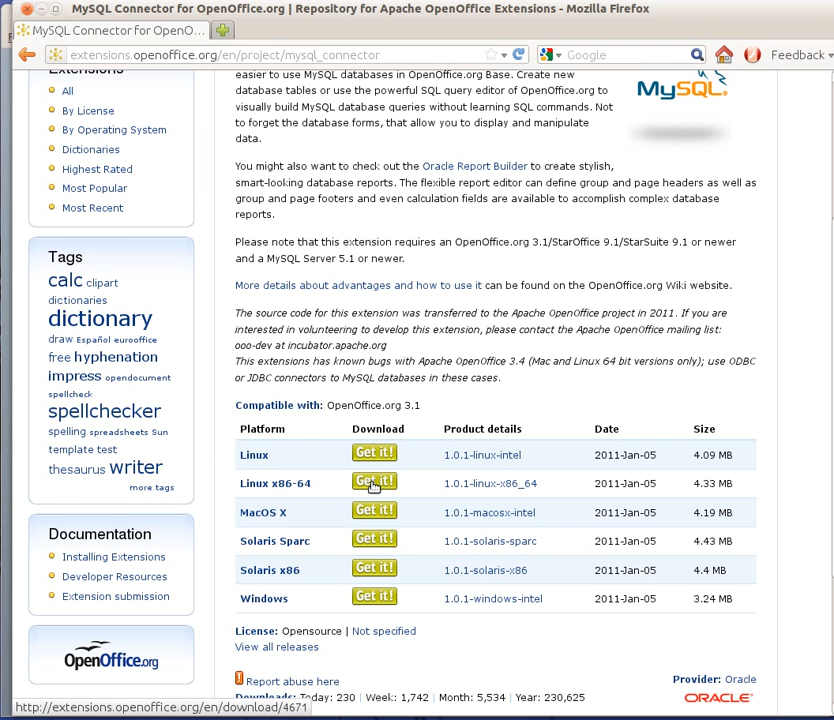 MySQL Connector for OpenOffice.org | Repository for Apache OpenOffice Extensions - Mozilla Firefox
MySQL Connector for OpenO...
extensions.openoffice.org/en/project/mysql_connector
Google
Feedback
Extensions
All
By License
By Operating System
Dictionaries
Highest Rated
Most Popular
Most Recent
Tags
calc clipart
dictionaries
dictionary
draw Español eurooffice
free hyphenation
impress opendocument
spellcheck
spellchecker
spelling spreadsheets Sun
template test
thesaurus writer
more tags
Documentation
Installing Extensions
Developer Resources
Extension submission
OpenOffice.org
easier to use MySQL databases in OpenOffice.org Base. Create new
database tables or use the powerful SQL query editor of OpenOffice.org to
visually build MySQL database queries without learning SQL commands. Not
to forget the database forms, that allow you to display and manipulate
data.
MySQL
You might also want to check out the Oracle Report Builder to create stylish,
smart-looking database reports. The flexible report editor can define group and page headers as well as
group and page footers and even calculation fields are available to accomplish complex database
reports.
Please note that this extension requires an OpenOffice.org 3.1/StarOffice 9.1/StarSuite 9.1 or newer
and a MySQL Server 5.1 or newer.
More details about advantages and how to use it can be found on the OpenOffice.org Wiki website.
The source code for this extension was transferred to the Apache OpenOffice project in 2011. If you are
interested in volunteering to develop this extension, please contact the Apache OpenOffice mailing list:
ooo-dev at incubator.apache.org
This extensions has known bugs with Apache OpenOffice 3.4 (Mac and Linux 64 bit versions only); use ODBC
or JDBC connectors to MySQL databases in these cases.
Compatible with: OpenOffice.org 3.1
Platform Download Product details Date Size
Linux Get it! 1.0.1-linux-intel 2011-Jan-05 4.09 MB
Linux x86-64 Get it! 1.0.1-linux-x86_64 2011-Jan-05 4.33 MB
MacOS X Get it! 1.0.1-macosx-intel 2011-Jan-05 4.19 MB
Solaris Sparc Get it! 1.0.1-solaris-sparc 2011-Jan-05 4.43 MB
Solaris x86 Get it! 1.0.1-solaris-x86 2011-Jan-05 4.4 MB
Windows Get it! 1.0.1-windows-intel 2011-Jan-05 3.24 MB
License: Opensource | Not specified
View all releases
Report abuse here
Provider: Oracle
Downloads: Today: 230 | Week: 1,742 | Month: 5,534 | Year: 230,625
ORACLE
http://extensions.openoffice.org/en/download/4671